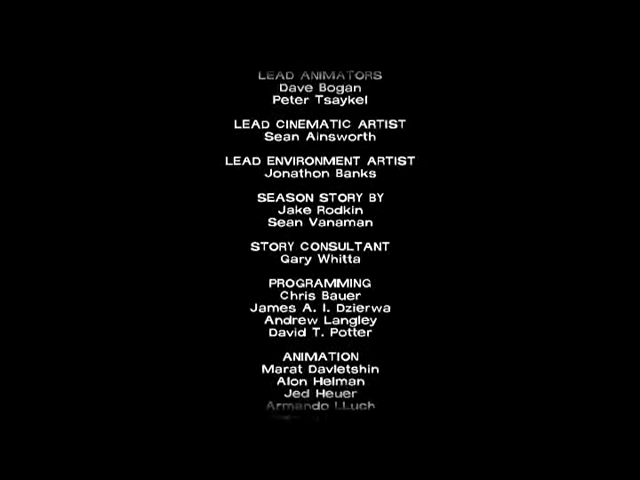 LEAD ANIMATORS
Dave Bogan
Peter Tsaykel
LEAD CINEMATIC ARTIST
Sean Ainsworth
LEAD ENVIRONMENT ARTIST
Jonathon Banks
SEASON STORY BY
Jake Rodkin
Sean Vanaman
STORY CONSULTANT
Gary Whitta
PROGRAMMING
Chris Bauer
James A. I. Dzierwa
Andrew Langley
David T. Potter
ANIMATION
Marat Davletshin
Alon Helman
Jed Heuer
Armando LLuch